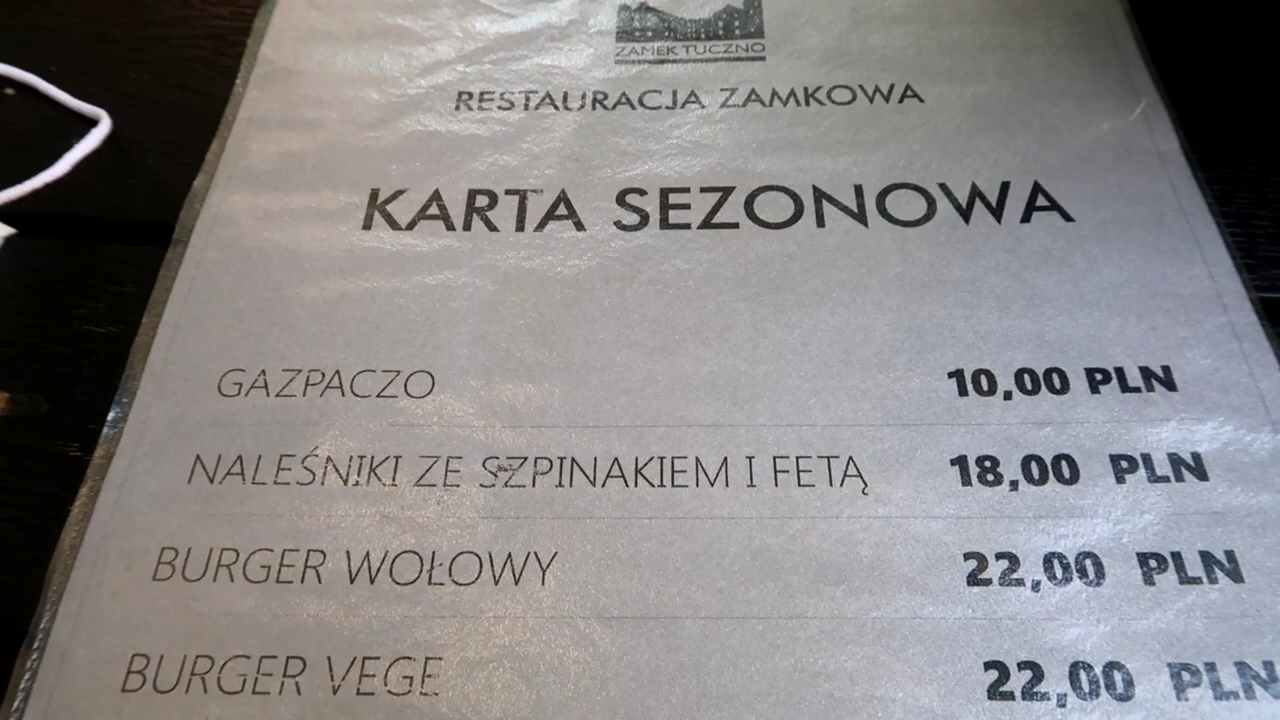 ZAMEK TUCZNO
RESTAURACJA ZAMKOWA
KARTA SEZONOWA
GAZPACZO 10,00 PLN
NALEŚNIKI ZE SZPINAKIEM I FETĄ 18,00 PLN
BURGER WOŁOWY 22,00 PLN
BURGER VEGE 22,00 PLN